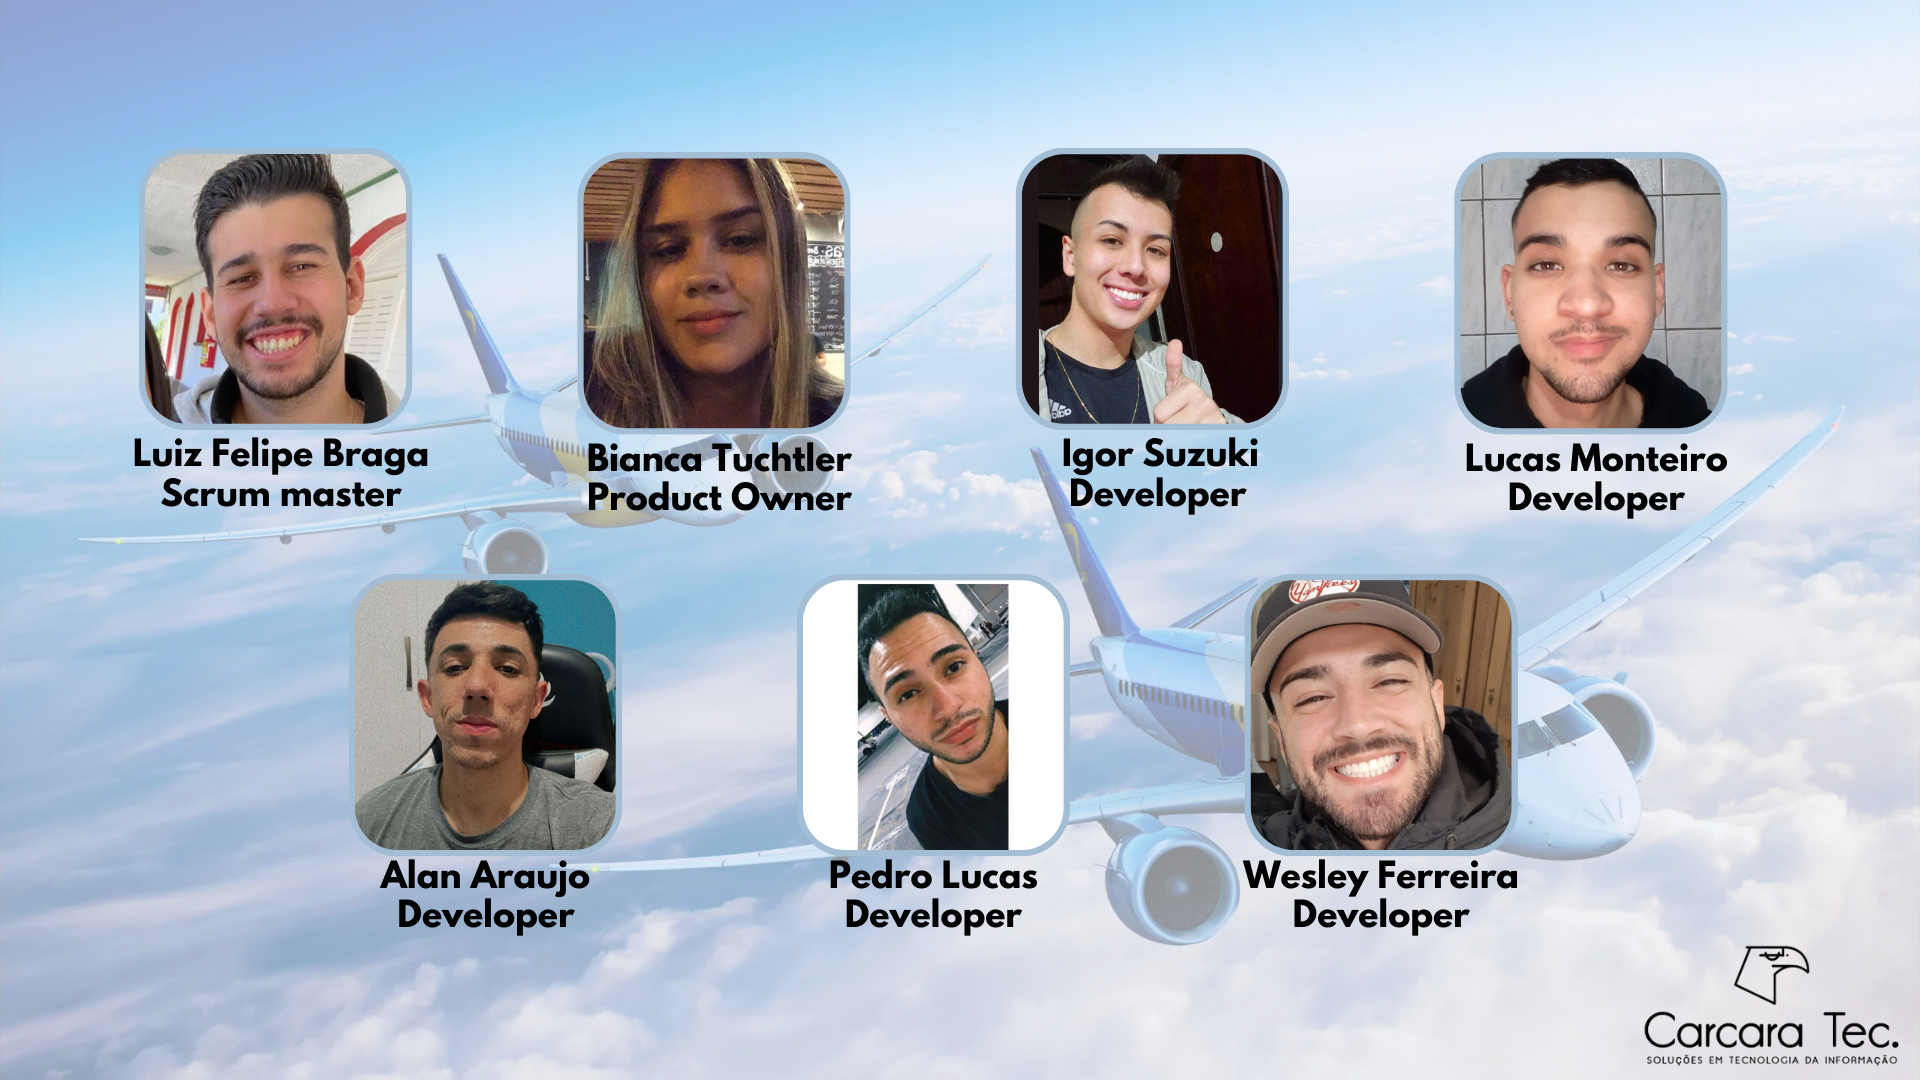 Luiz Felipe Braga
Scrum master
Bianca Tuchtler
Product Owner
Igor Suzuki
Developer
Lucas Monteiro
Developer
Yankees
Alan Araujo
Developer
Pedro Lucas
Developer
Wesley Ferreira
Developer
Carcara Tec.
SOLUÇÕES EM TECNOLOGIA DA INFORMAÇÃO